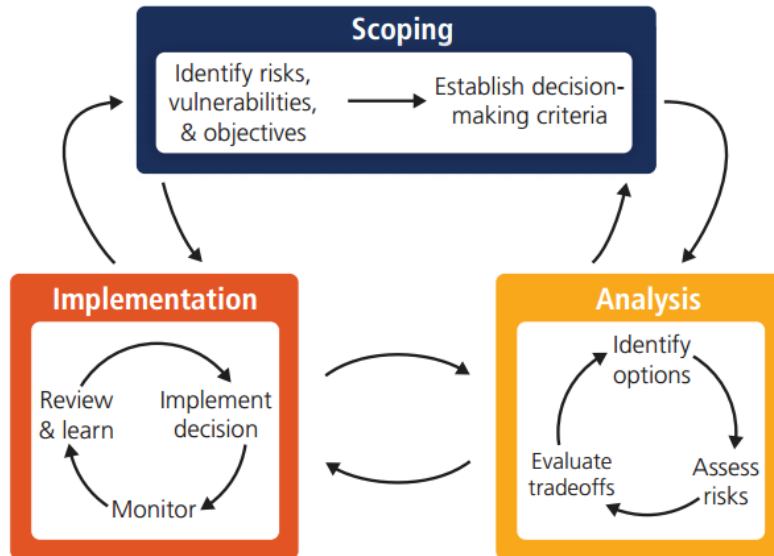 Scoping
Identify risks,
vulnerabilities,
& objectives
Establish decision-
making criteria
Implementation
Review
& learn
Implement
decision
Monitor
Analysis
Identify
options
Evaluate
tradeoffs
Assess
risks